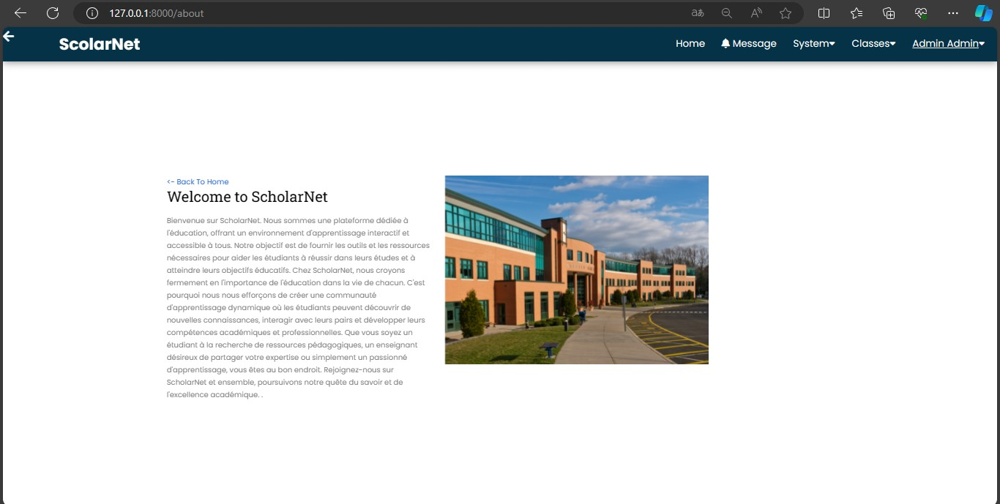 127.0.0.1:8000/about
ScolarNet
Home Message System Classes Admin Admin
<- Back To Home
Welcome to ScholarNet
Bienvenue sur ScholarNet. Nous sommes une plateforme dédiée à
l'éducation, offrant un environnement d'apprentissage interactif et
accessible à tous. Notre objectif est de fournir les outils et les ressources
nécessaires pour aider les étudiants à réussir dans leurs études et à
atteindre leurs objectifs éducatifs. Chez ScholarNet, nous croyons
fermement en l'importance de l'éducation dans la vie de chacun. C'est
pourquoi nous nous efforçons de créer une communauté
d'apprentissage dynamique où les étudiants peuvent découvrir de
nouvelles connaissances, interagir avec leurs pairs et développer leurs
compétences académiques et professionnelles. Que vous soyez un
étudiant à la recherche de ressources pédagogiques, un enseignant
désireux de partager votre expertise ou simplement un passionné
d'apprentissage, vous êtes au bon endroit. Rejoignez-nous sur
ScholarNet et ensemble, poursuivons notre quête du savoir et de
l'excellence académique. .